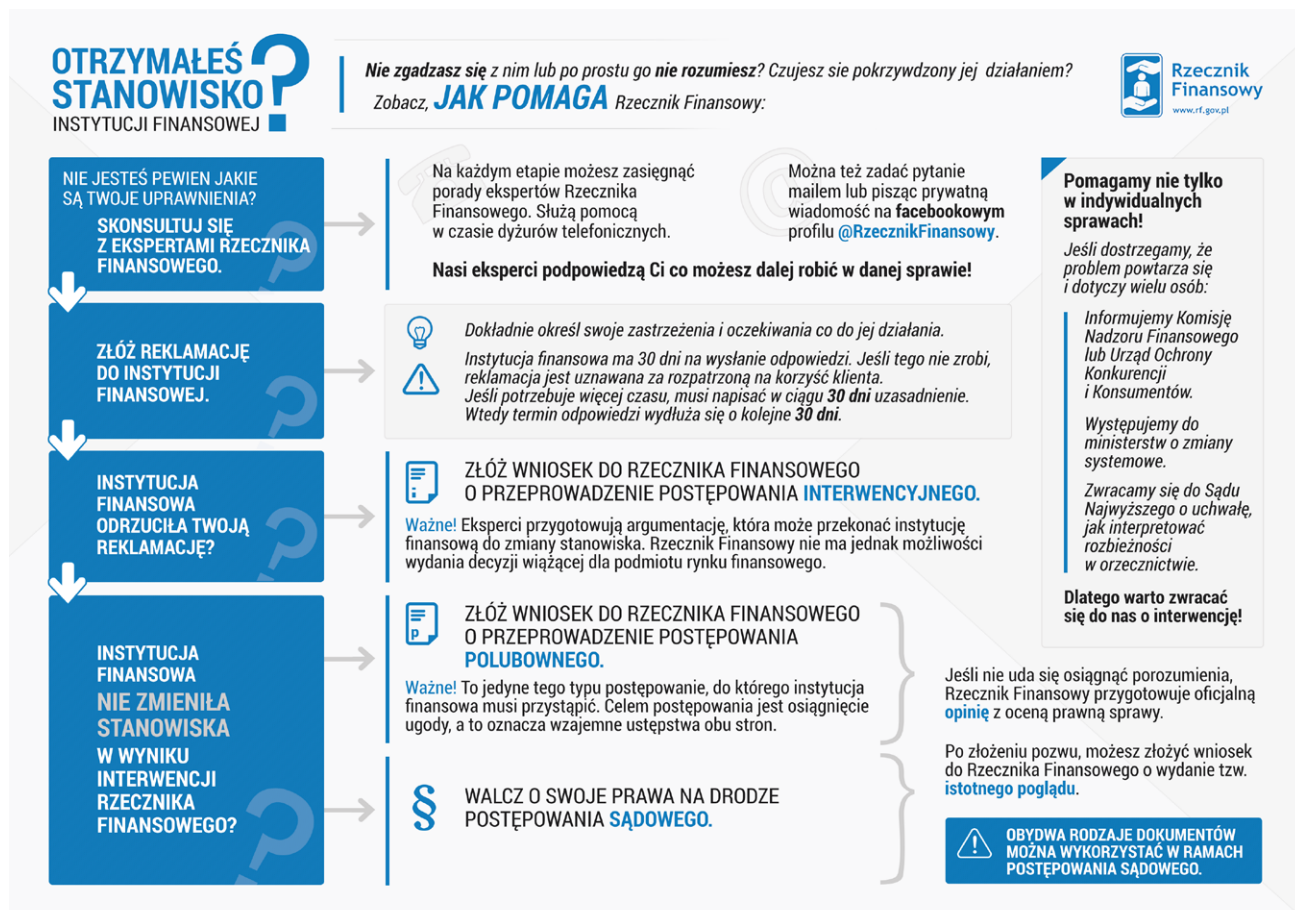 OTRZYMAŁEŚ
STANOWISKO?
INSTYTUCJI FINANSOWEJ
Nie zgadzasz się z nim lub po prostu go nie rozumiesz? Czujesz sie pokrzywdzony jej działaniem?
Zobacz, JAK POMAGA Rzecznik Finansowy:
Rzecznik
Finansowy
www.rf.gov.pl
NIE JESTEŚ PEWIEN JAKIE
SĄ TWOJE UPRAWNIENIA?
SKONSULTUJ SIĘ
Z EKSPERTAMI RZECZNIKA
FINANSOWEGO.
Na każdym etapie możesz zasięgnąć
porady ekspertów Rzecznika
Finansowego. Służą pomocą
w czasie dyżurów telefonicznych.
Można też zadać pytanie
mailem lub pisząc prywatną
wiadomość na facebookowym
profilu @RzecznikFinansowy.
Nasi eksperci podpowiedzą Ci co możesz dalej robić w danej sprawie!
ZŁÓŻ REKLAMACJĘ
DO INSTYTUCJI
FINANSOWEJ.
Dokładnie określ swoje zastrzeżenia i oczekiwania co do jej działania.
Instytucja finansowa ma 30 dni na wysłanie odpowiedzi. Jeśli tego nie zrobi,
reklamacja jest uznawana za rozpatrzoną na korzyść klienta.
Jeśli potrzebuje więcej czasu, musi napisać w ciągu 30 dni uzasadnienie.
Wtedy termin odpowiedzi wydłuża się o kolejne 30 dni.
INSTYTUCJA
FINANSOWA
ODRZUCIŁA TWOJĄ
REKLAMACJĘ?
ZŁÓŻ WNIOSEK DO RZECZNIKA FINANSOWEGO
O PRZEPROWADZENIE POSTĘPOWANIA INTERWENCYJNEGO.
Ważne! Eksperci przygotowują argumentację, która może przekonać instytucję
finansową do zmiany stanowiska. Rzecznik Finansowy nie ma jednak możliwości
wydania decyzji wiążącej dla podmiotu rynku finansowego.
INSTYTUCJA
FINANSOWA
NIE ZMIENIŁA
STANOWISKA
W WYNIKU
INTERWENCJI
RZECZNIKA
FINANSOWEGO?
p
ZŁÓŻ WNIOSEK DO RZECZNIKA FINANSOWEGO
O PRZEPROWADZENIE POSTĘPOWANIA
POLUBOWNEGO.
Ważne! To jedyne tego typu postępowanie, do którego instytucja
finansowa musi przystąpić. Celem postępowania jest osiągnięcie
ugody, a to oznacza wzajemne ustępstwa obu stron.
§
WALCZ O SWOJE PRAWA NA DRODZE
POSTĘPOWANIA SĄDOWEGO.
Pomagamy nie tylko
w indywidualnych
sprawach!
Jeśli dostrzegamy, że
problem powtarza się
i dotyczy wielu osób:
Informujemy Komisję
Nadzoru Finansowego
lub Urząd Ochrony
Konkurencji
i Konsumentów.
Występujemy do
ministerstw o zmiany
systemowe.
Zwracamy się do Sądu
Najwyższego o uchwałę,
jak interpretować
rozbieżności
w orzecznictwie.
Dlatego warto zwracać
się do nas o interwencję!
Jeśli nie uda się osiągnąć porozumienia,
Rzecznik Finansowy przygotowuje oficjalną
opinię z oceną prawną sprawy.
Po złożeniu pozwu, możesz złożyć wniosek
do Rzecznika Finansowego o wydanie tzw.
istotnego poglądu.
OBYDWA RODZAJE DOKUMENTÓW
MOŻNA WYKORZYSTAĆ W RAMACH
POSTĘPOWANIA SĄDOWEGO.